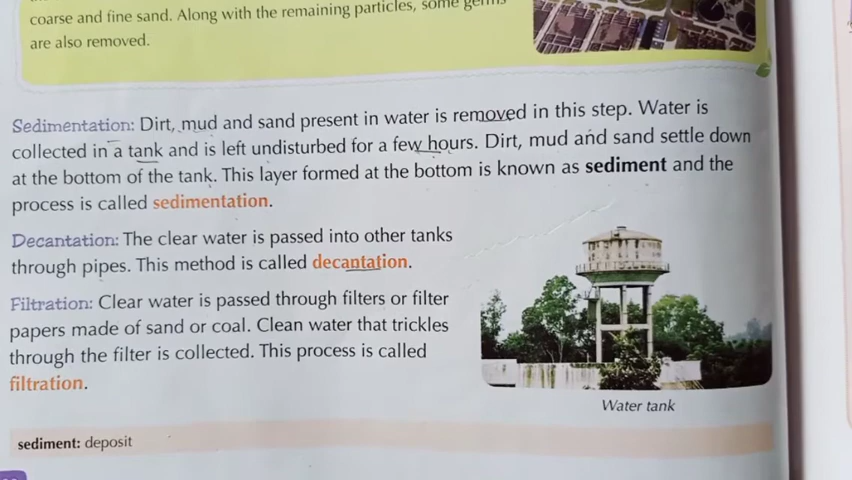 coarse and fine sand. Along with the remaining particles, some germs
are also removed.
Sedimentation: Dirt, mud and sand present in water is removed in this step. Water is
collected in a tank and is left undisturbed for a few hours. Dirt, mud and sand settle down
at the bottom of the tank. This layer formed at the bottom is known as sediment and the
process is called sedimentation.
Decantation: The clear water is passed into other tanks
through pipes. This method is called decantation.
Filtration: Clear water is passed through filters or filter
papers made of sand or coal. Clean water that trickles
through the filter is collected. This process is called
filtration.
Water tank
sediment: deposit